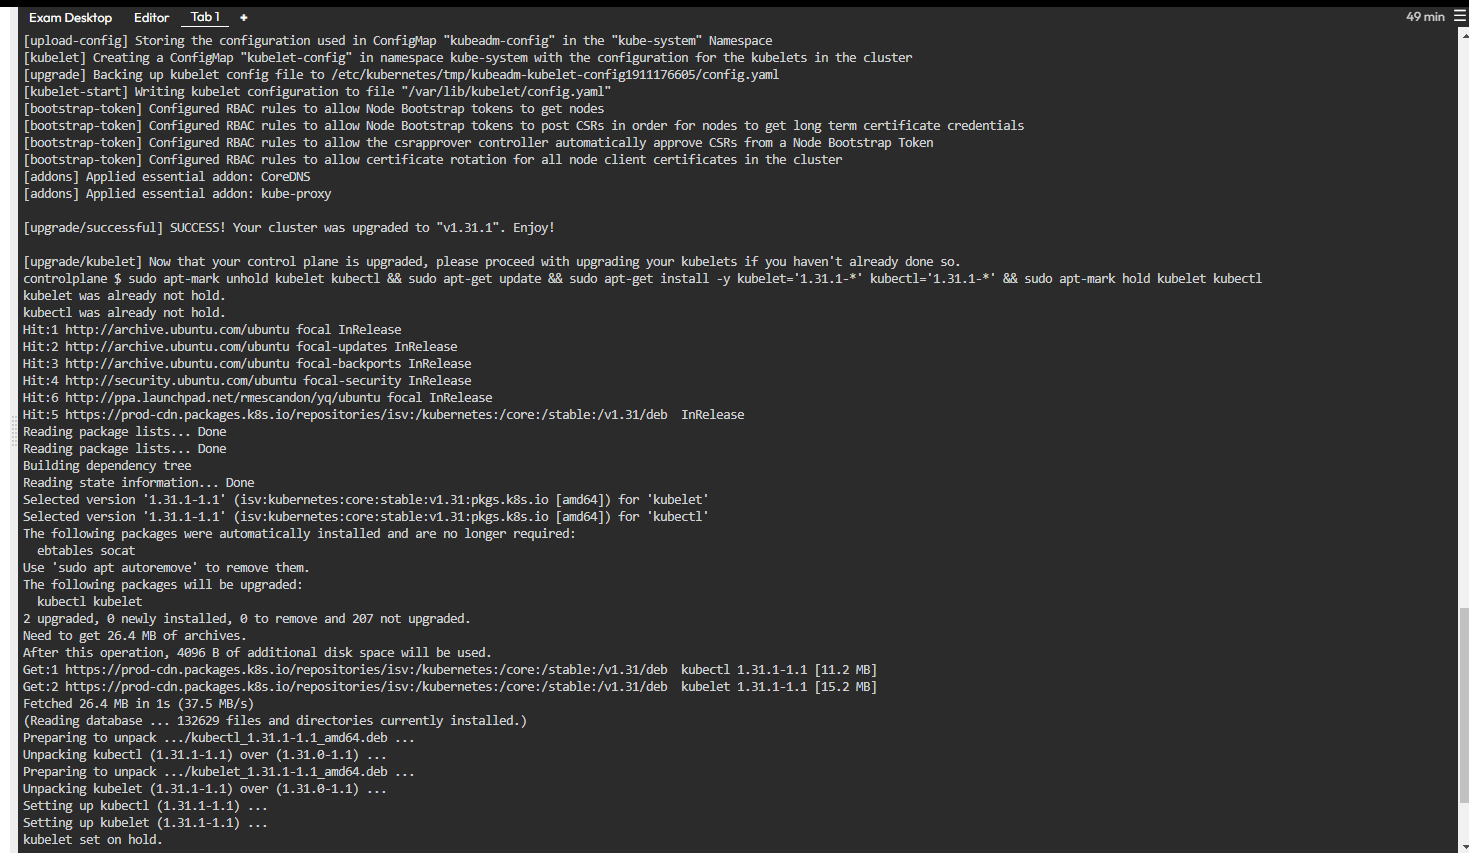 Exam Desktop Editor Tab 1 + 49 min
[upload-config] Storing the configuration used in ConfigMap "kubeadm-config" in the "kube-system" Namespace
[kubelet] Creating a ConfigMap "kubelet-config" in namespace kube-system with the configuration for the kubelets in the cluster
[upgrade] Backing up kubelet config file to /etc/kubernetes/tmp/kubeadm-kubelet-config1911176605/config.yaml
[kubelet-start] Writing kubelet configuration to file "/var/lib/kubelet/config.yaml"
[bootstrap-token] Configured RBAC rules to allow Node Bootstrap tokens to get nodes
[bootstrap-token] Configured RBAC rules to allow Node Bootstrap tokens to post CSRs in order for nodes to get long term certificate credentials
[bootstrap-token] Configured RBAC rules to allow the csrapprover controller automatically approve CSRs from a Node Bootstrap Token
[bootstrap-token] Configured RBAC rules to allow certificate rotation for all node client certificates in the cluster
[addons] Applied essential addon: CoreDNS
[addons] Applied essential addon: kube-proxy
[upgrade/successful] SUCCESS! Your cluster was upgraded to "v1.31.1". Enjoy!
[upgrade/kubelet] Now that your control plane is upgraded, please proceed with upgrading your kubelets if you haven't already done so.
controlplane $ sudo apt-mark unhold kubelet kubectl && sudo apt-get update && sudo apt-get install -y kubelet='1.31.1-*' kubectl='1.31.1-*' && sudo apt-mark hold kubelet kubectl
kubelet was already not hold.
kubectl was already not hold.
Hit:1 http://archive.ubuntu.com/ubuntu focal InRelease
Hit:2 http://archive.ubuntu.com/ubuntu focal-updates InRelease
Hit:3 http://archive.ubuntu.com/ubuntu focal-backports InRelease
Hit:4 http://security.ubuntu.com/ubuntu focal-security InRelease
Hit:6 http://ppa.launchpad.net/rmescandon/yq/ubuntu focal InRelease
Hit:5 https://prod-cdn.packages.k8s.io/repositories/isv:/kubernetes:/core:/stable:/v1.31/deb  InRelease
Reading package lists... Done
Reading package lists... Done
Building dependency tree
Reading state information... Done
Selected version '1.31.1-1.1' (isv:kubernetes:core:stable:v1.31:pkgs.k8s.io [amd64]) for 'kubelet'
Selected version '1.31.1-1.1' (isv:kubernetes:core:stable:v1.31:pkgs.k8s.io [amd64]) for 'kubectl'
The following packages were automatically installed and are no longer required:
  ebtables socat
Use 'sudo apt autoremove' to remove them.
The following packages will be upgraded:
  kubectl kubelet
2 upgraded, 0 newly installed, 0 to remove and 207 not upgraded.
Need to get 26.4 MB of archives.
After this operation, 4096 B of additional disk space will be used.
Get:1 https://prod-cdn.packages.k8s.io/repositories/isv:/kubernetes:/core:/stable:/v1.31/deb  kubectl 1.31.1-1.1 [11.2 MB]
Get:2 https://prod-cdn.packages.k8s.io/repositories/isv:/kubernetes:/core:/stable:/v1.31/deb  kubelet 1.31.1-1.1 [15.2 MB]
Fetched 26.4 MB in 1s (37.5 MB/s)
(Reading database ... 132629 files and directories currently installed.)
Preparing to unpack .../kubectl_1.31.1-1.1_amd64.deb ...
Unpacking kubectl (1.31.1-1.1) over (1.31.0-1.1) ...
Preparing to unpack .../kubelet_1.31.1-1.1_amd64.deb ...
Unpacking kubelet (1.31.1-1.1) over (1.31.0-1.1) ...
Setting up kubectl (1.31.1-1.1) ...
Setting up kubelet (1.31.1-1.1) ...
kubelet set on hold.